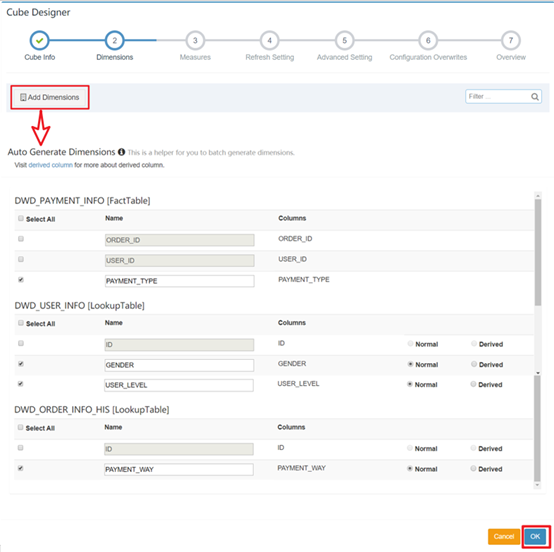 Cube Designer
1 2 3 4 5 6 7
Cube Info Dimensions Measures Refresh Setting Advanced Setting Configuration Overwrites Overview
Add Dimensions Filter ...
Auto Generate Dimensions This is a helper for you to batch generate dimensions.
Visit derived column for more about derived column.
DWD_PAYMENT_INFO [FactTable]
Select All Name Columns
ORDER_ID ORDER_ID
USER_ID USER_ID
PAYMENT_TYPE PAYMENT_TYPE
DWD_USER_INFO [LookupTable]
Select All Name Columns
ID ID Normal Derived
GENDER GENDER Normal Derived
USER_LEVEL USER_LEVEL Normal Derived
DWD_ORDER_INFO_HIS [LookupTable]
Select All Name Columns
ID ID Normal Derived
PAYMENT_WAY PAYMENT_WAY Normal Derived
Cancel OK